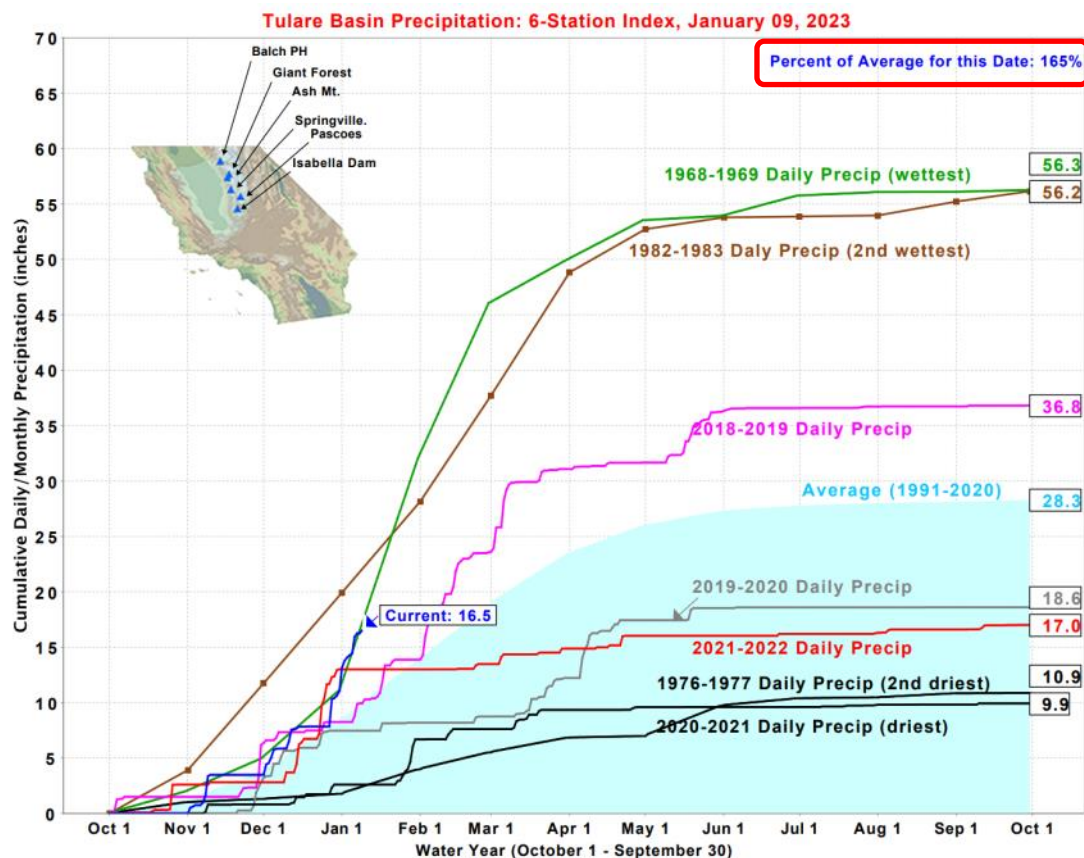 Tulare Basin Precipitation: 6-Station Index, January 09, 2023
Percent of Average for this Date: 165%
Balch PH
Giant Forest
Ash Mt.
Springville.
Pascoes
Isabella Dam
Cumulative Daily/Monthly Precipitation (inches)
70
65
60
55
50
45
40
35
30
25
20
15
10
5
0
1968-1969 Daily Precip (wettest)
56.3
1982-1983 Daly Precip (2nd wettest)
56.2
2018-2019 Daily Precip
36.8
Average (1991-2020)
28.3
Current: 16.5
2019-2020 Daily Precip
18.6
2021-2022 Daily Precip
17.0
1976-1977 Daily Precip (2nd driest)
10.9
2020-2021 Daily Precip (driest)
9.9
Oct 1 Nov 1 Dec 1 Jan 1 Feb 1 Mar 1 Apr 1 May 1 Jun 1 Jul 1 Aug 1 Sep 1 Oct 1
Water Year (October 1 - September 30)